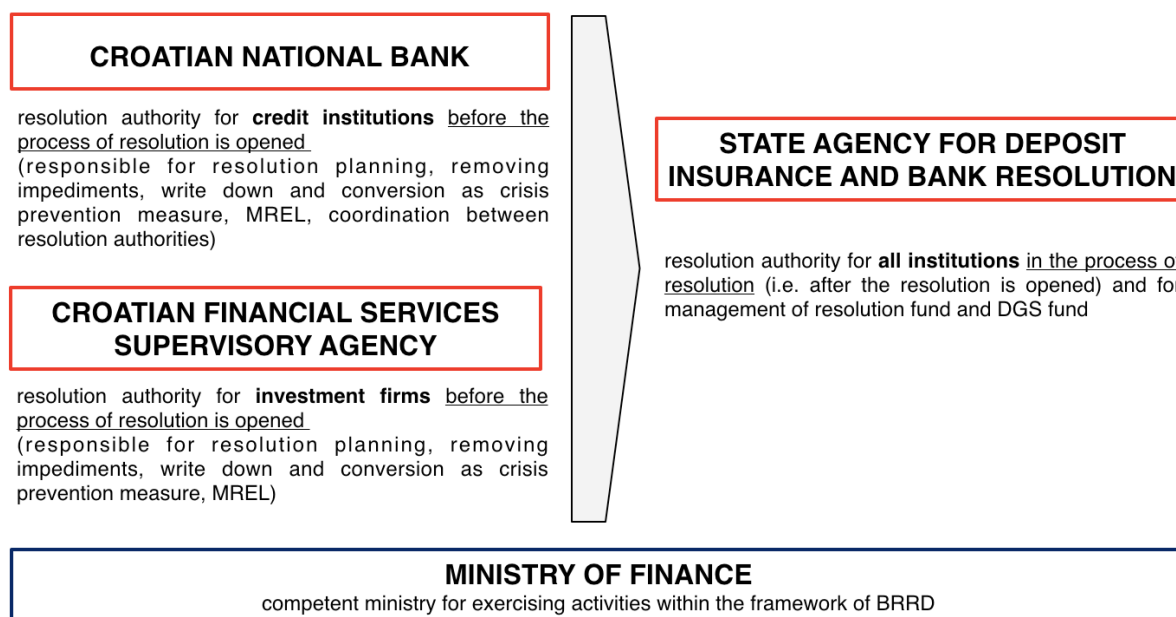 CROATIAN NATIONAL BANK
resolution authority for credit institutions before the
process of resolution is opened
(responsible for resolution planning, removing
impediments, write down and conversion as crisis
prevention measure, MREL, coordination between
resolution authorities)
CROATIAN FINANCIAL SERVICES
SUPERVISORY AGENCY
resolution authority for investment firms before the
process of resolution is opened
(responsible for resolution planning, removing
impediments, write down and conversion as crisis
prevention measure, MREL)
STATE AGENCY FOR DEPOSIT
INSURANCE AND BANK RESOLUTION
resolution authority for all institutions in the process of
resolution (i.e. after the resolution is opened) and for
management of resolution fund and DGS fund
MINISTRY OF FINANCE
competent ministry for exercising activities within the framework of BRRD